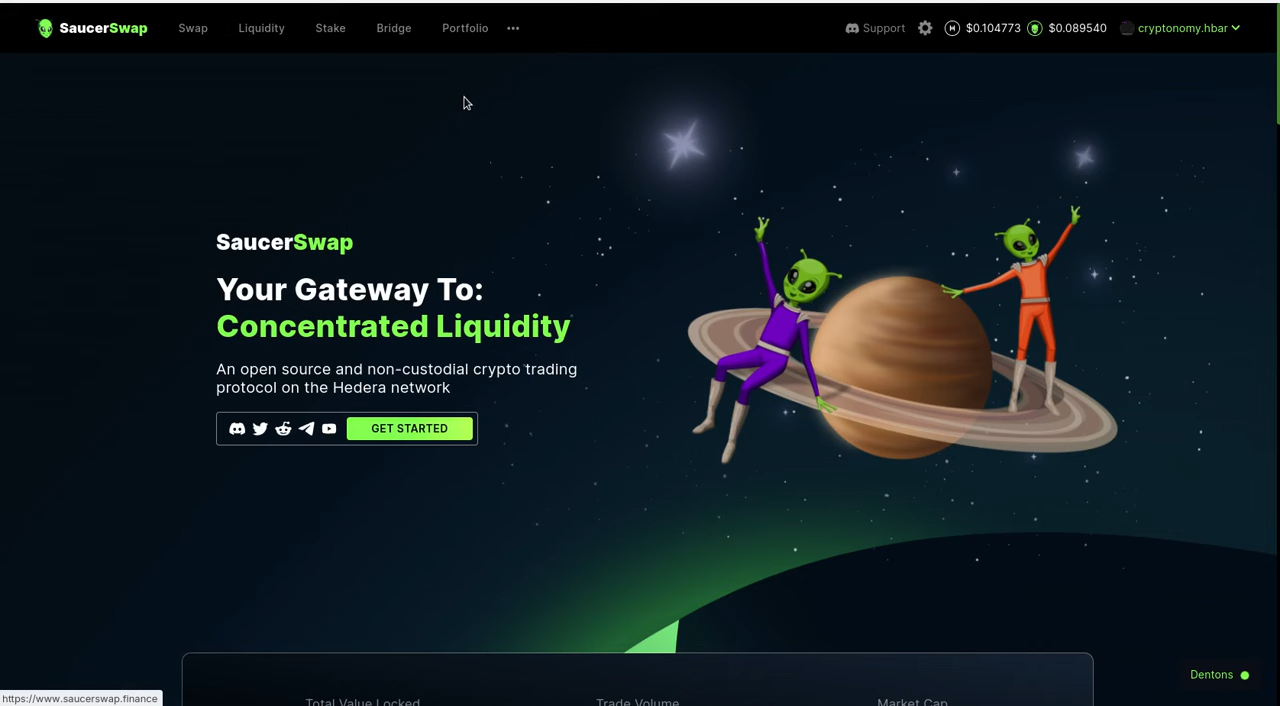 SaucerSwap
Swap
Liquidity
Stake
Bridge
Portfolio
Support
$0.104773
$0.089540
cryptonomy.hbar
SaucerSwap
Your Gateway To:
Concentrated Liquidity
An open source and non-custodial crypto trading
protocol on the Hedera network
GET STARTED
Dentons
Total Value Locked
Trade Volume
Market Cap
https://www.saucerswap.finance